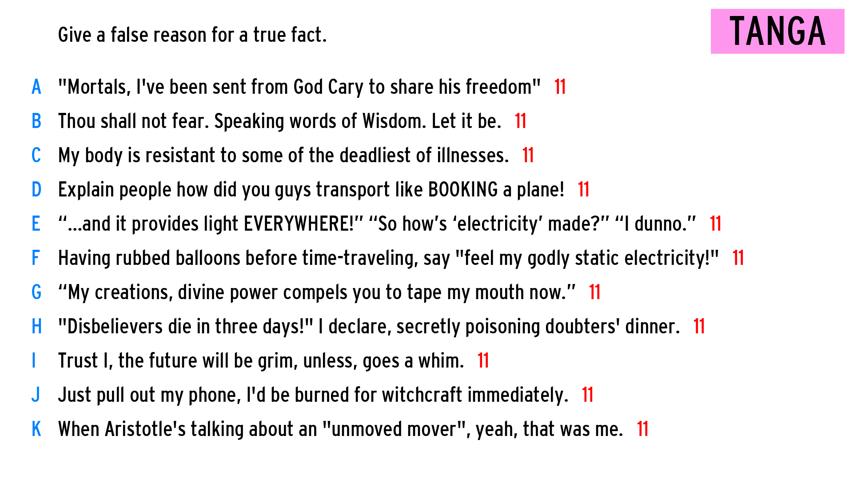 Give a false reason for a true fact.
TANGA
A "Mortals, I've been sent from God Cary to share his freedom" 11
B Thou shall not fear. Speaking words of Wisdom. Let it be. 11
C My body is resistant to some of the deadliest of illnesses. 11
D Explain people how did you guys transport like BOOKING a plane! 11
E “...and it provides light EVERYWHERE!” “So how’s ‘electricity’ made?” “I dunno.” 11
F Having rubbed balloons before time-traveling, say "feel my godly static electricity!" 11
G “My creations, divine power compels you to tape my mouth now.” 11
H "Disbelievers die in three days!" I declare, secretly poisoning doubters' dinner. 11
I Trust I, the future will be grim, unless, goes a whim. 11
J Just pull out my phone, I'd be burned for witchcraft immediately. 11
K When Aristotle's talking about an "unmoved mover", yeah, that was me. 11